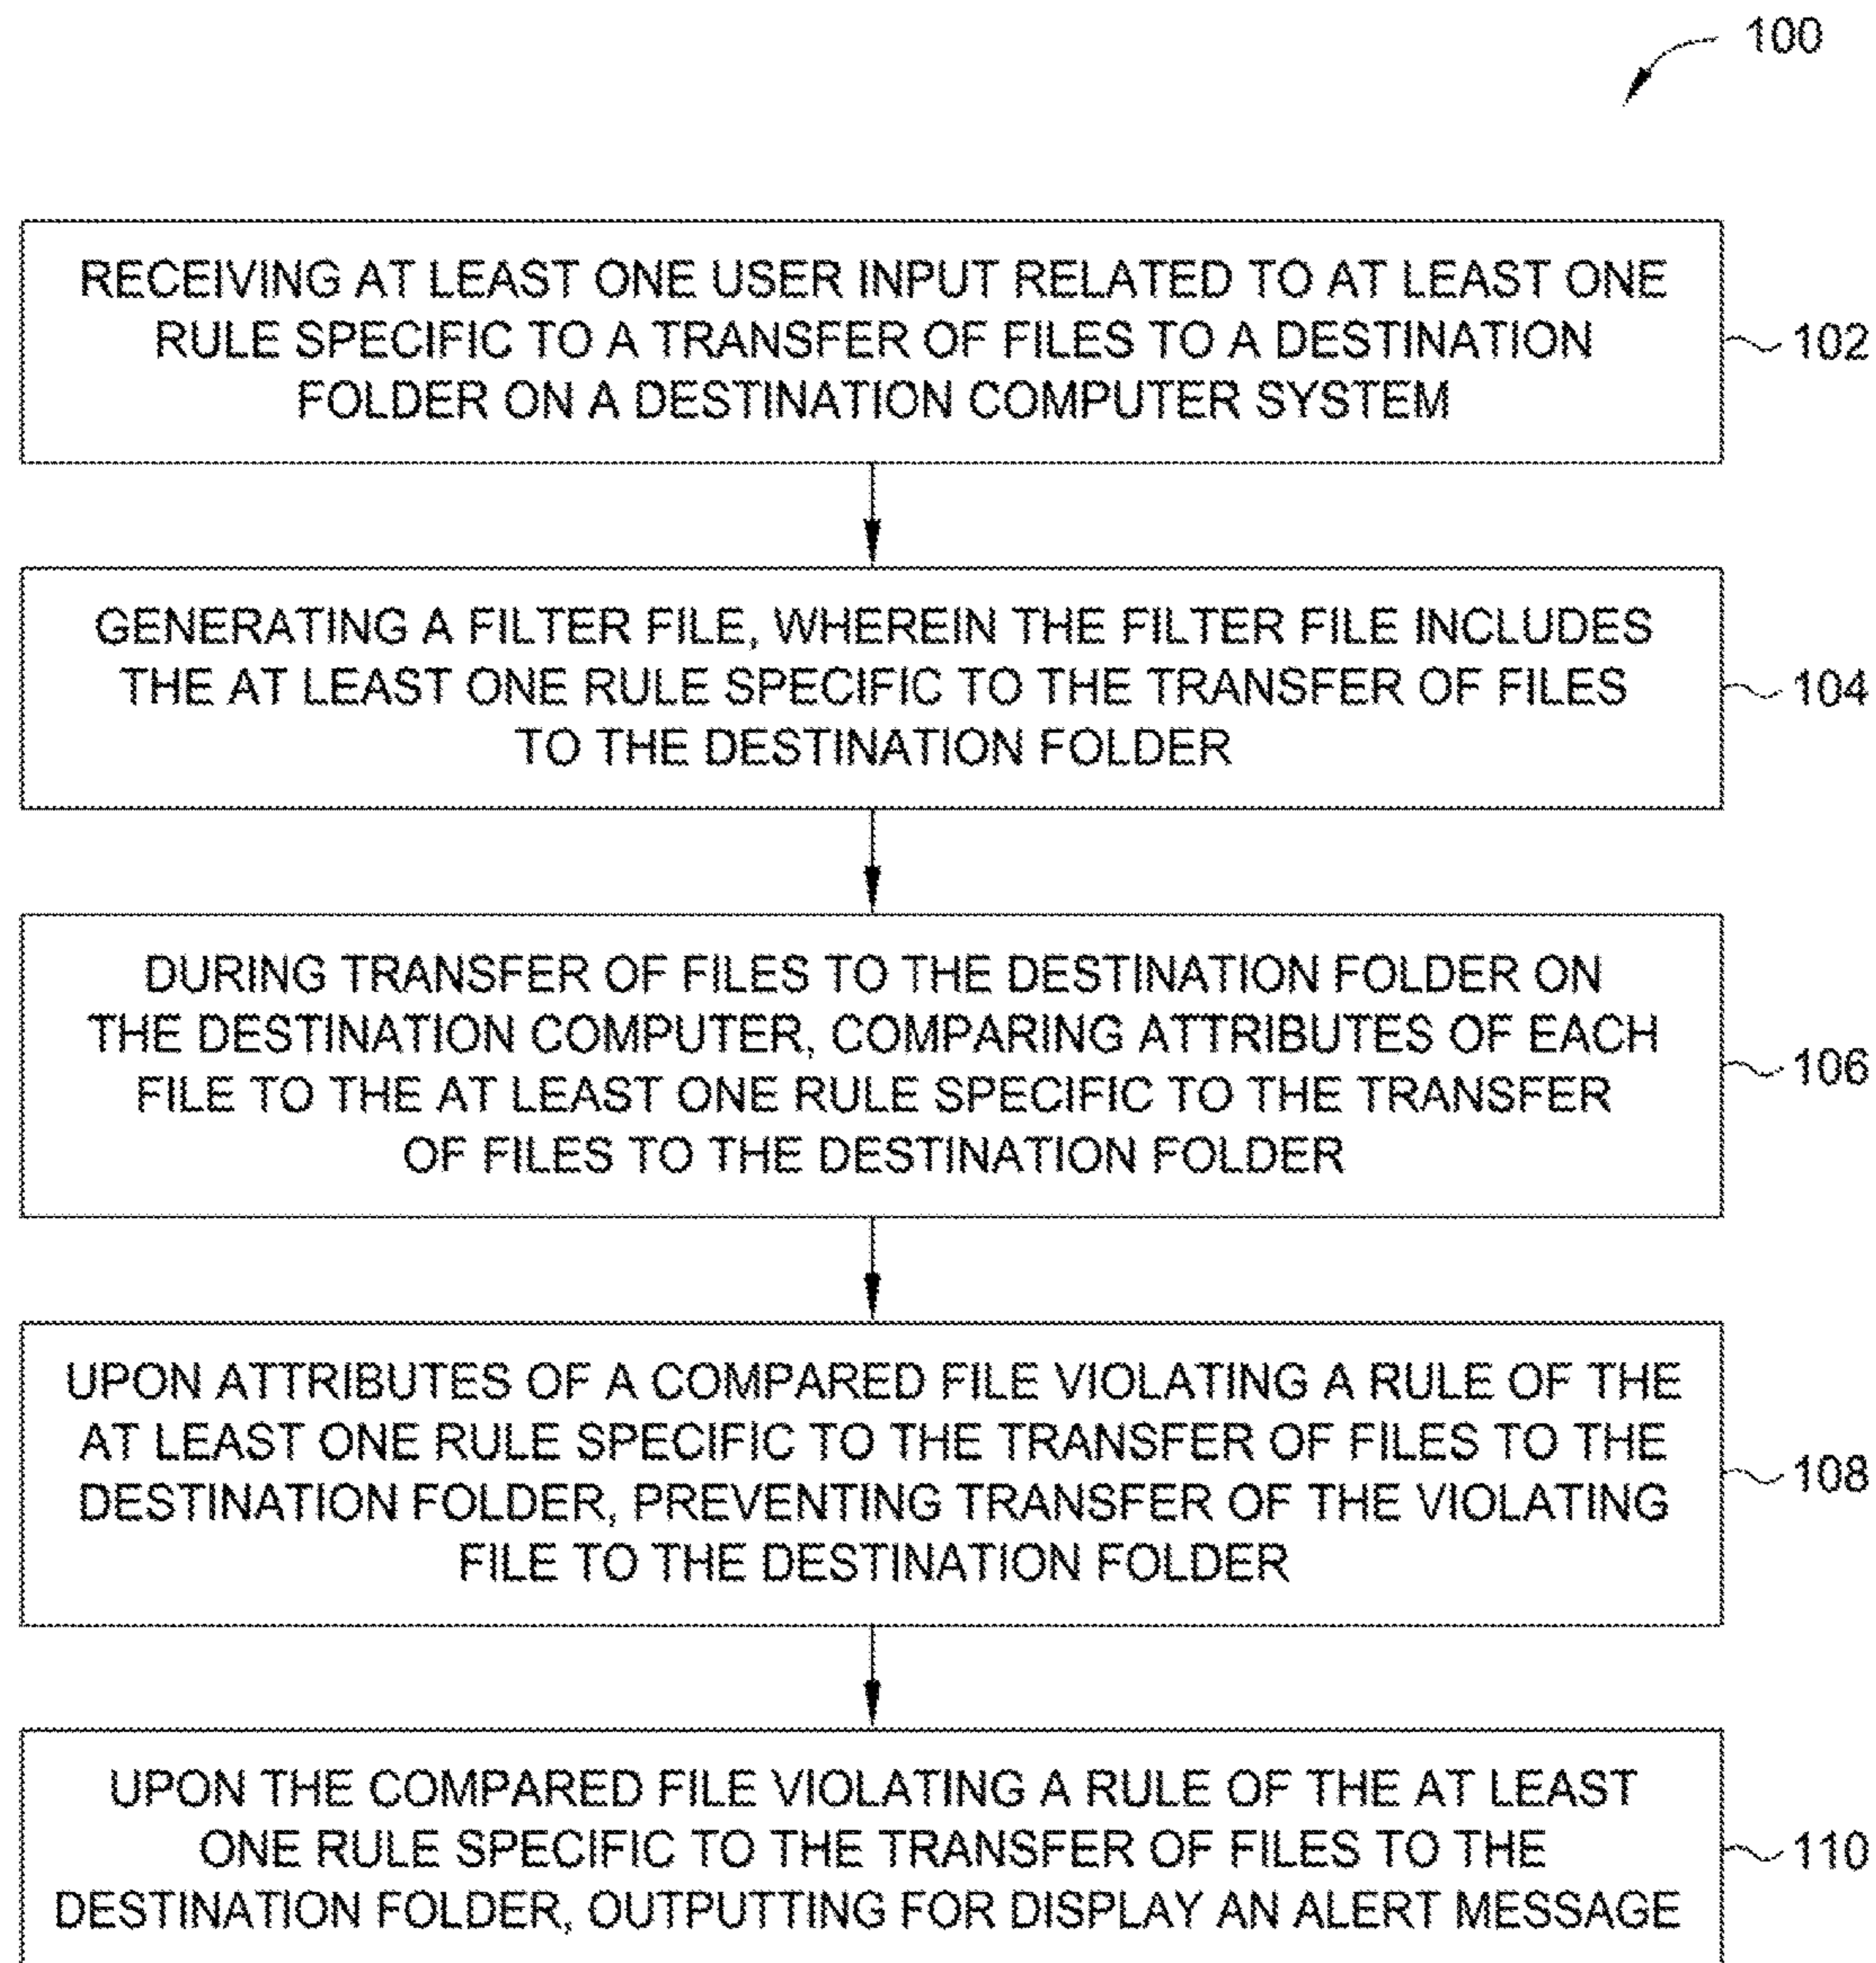 100
RECEIVING AT LEAST ONE USER INPUT RELATED TO AT LEAST ONE
RULE SPECIFIC TO A TRANSFER OF FILES TO A DESTINATION
FOLDER ON A DESTINATION COMPUTER SYSTEM
102
GENERATING A FILTER FILE, WHEREIN THE FILTER FILE INCLUDES
THE AT LEAST ONE RULE SPECIFIC TO THE TRANSFER OF FILES
TO THE DESTINATION FOLDER
104
DURING TRANSFER OF FILES TO THE DESTINATION FOLDER ON
THE DESTINATION COMPUTER, COMPARING ATTRIBUTES OF EACH
FILE TO THE AT LEAST ONE RULE SPECIFIC TO THE TRANSFER
OF FILES TO THE DESTINATION FOLDER
106
UPON ATTRIBUTES OF A COMPARED FILE VIOLATING A RULE OF THE
AT LEAST ONE RULE SPECIFIC TO THE TRANSFER OF FILES TO THE
DESTINATION FOLDER, PREVENTING TRANSFER OF THE VIOLATING
FILE TO THE DESTINATION FOLDER
108
UPON THE COMPARED FILE VIOLATING A RULE OF THE AT LEAST
ONE RULE SPECIFIC TO THE TRANSFER OF FILES TO THE
DESTINATION FOLDER, OUTPUTTING FOR DISPLAY AN ALERT MESSAGE
110